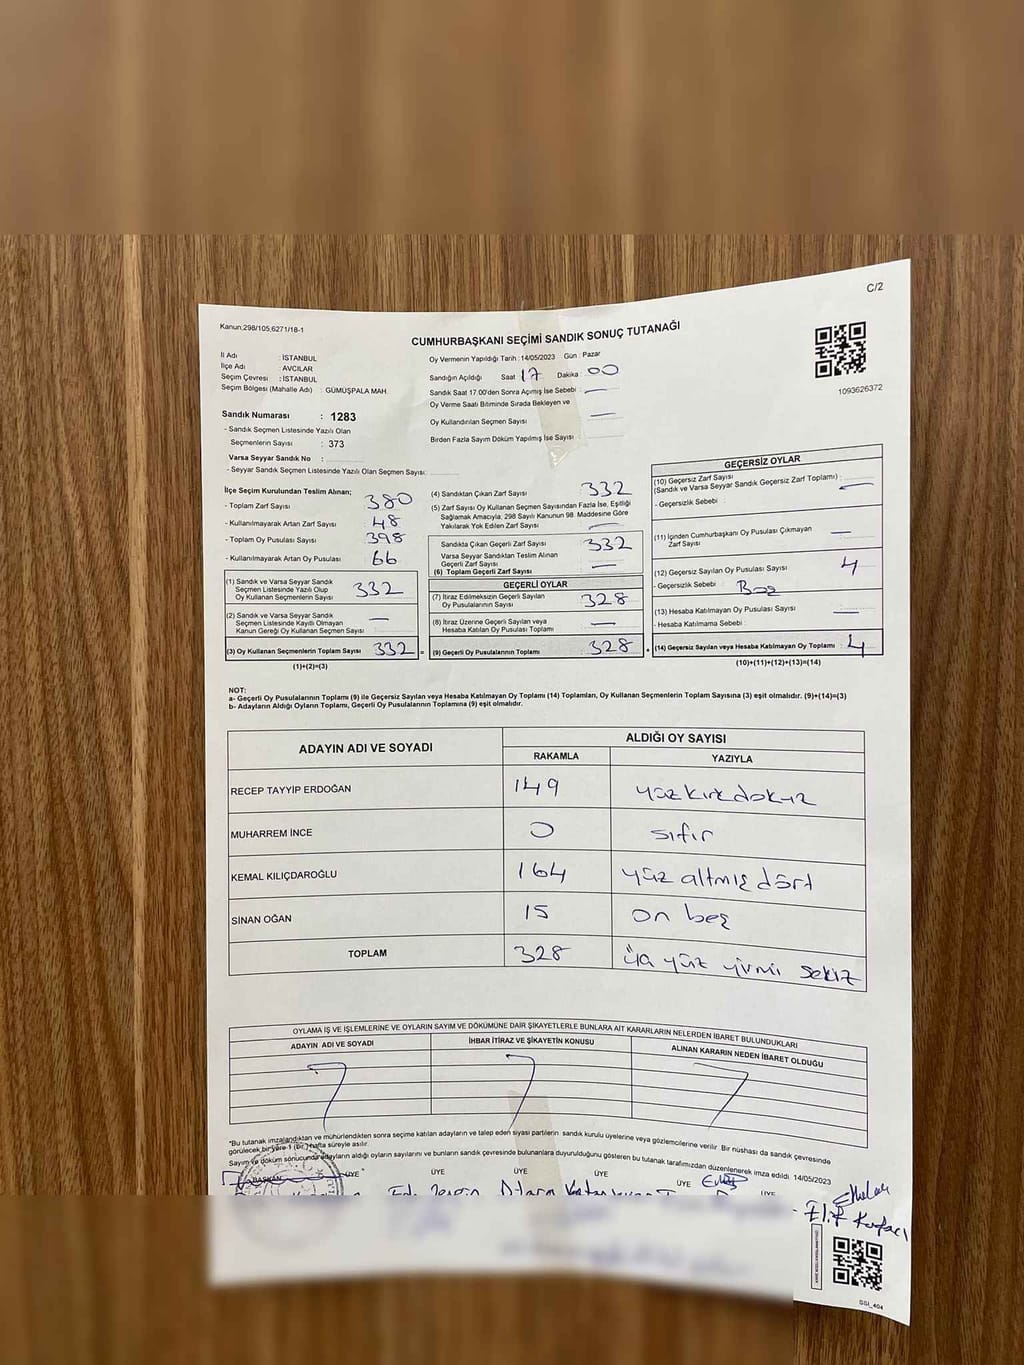 C/2
Kanun;298/105,6271/18-1
CUMHURBAŞKANI SEÇİMİ SANDIK SONUÇ TUTANAĞI
1093626372
İl Adı : İSTANBUL
İlçe Adı : AVCILAR
Seçim Çevresi : İSTANBUL
Seçim Bölgesi (Mahalle Adı) : GÜMÜŞPALA MAH.
Oy Vermenin Yapıldığı Tarih :14/05/2023 Gün : Pazar
Sandığın Açıldığı Saat 17 Dakika : 00
Sandık Saat 17.00'den Sonra Açımış İse Sebebi : —
Oy Verme Saati Bitiminde Sırada Bekleyen ve
Oy Kullandırılan Seçmen Sayısı —
Birden Fazla Sayım Döküm Yapılmış İse Sayısı :
Sandık Numarası : 1283
- Sandık Seçmen Listesinde Yazılı Olan
Seçmenlerin Sayısı : 373
Varsa Seyyar Sandık No :
- Seyyar Sandık Seçmen Listesinde Yazılı Olan Seçmen Sayısı:
İlçe Seçim Kurulundan Teslim Alınan;
- Toplam Zarf Sayısı 380
- Kullanılmayarak Artan Zarf Sayısı 48
- Toplam Oy Pusulası Sayısı 398
- Kullanılmayarak Artan Oy Pusulası 66
(1) Sandık ve Varsa Seyyar Sandık
Seçmen Listesinde Yazılı Olup
Oy Kullanan Seçmenlerin Sayısı 332
(2) Sandık ve Varsa Seyyar Sandık
Seçmen Listesinde Kayıtlı Olmayan
Kanun Gereği Oy Kullanan Seçmen Sayısı —
(3) Oy Kullanan Seçmenlerin Toplam Sayısı 332 =
(1)+(2)=(3)
(4) Sandıktan Çıkan Zarf Sayısı 332
(5) Zarf Sayısı Oy Kullanan Seçmen Sayısından Fazla İse, Eşitliği
Sağlamak Amacıyla; 298 Sayılı Kanunun 98. Maddesine Göre
Yakılarak Yok Edilen Zarf Sayısı —
Sandıkta Çıkan Geçerli Zarf Sayısı 332
Varsa Seyyar Sandıktan Teslim Alınan
Geçerli Zarf Sayısı —
(6) Toplam Geçerli Zarf Sayısı
GEÇERLİ OYLAR
(7) İtiraz Edilmeksizin Geçerli Sayılan
Oy Pusulalarının Sayısı 328
(8) İtiraz Üzerine Geçerli Sayılan veya
Hesaba Katılan Oy Pusulası Toplamı —
(9) Geçerli Oy Pusulalarının Toplamı 328
GEÇERSİZ OYLAR
(10) Geçersiz Zarf Sayısı
(Sandık ve Varsa Seyyar Sandık Geçersiz Zarf Toplamı) : —
- Geçersizlik Sebebi :
(11) İçinden Cumhurbaşkanı Oy Pusulası Çıkmayan
Zarf Sayısı —
(12) Geçersiz Sayılan Oy Pusulası Sayısı 4
- Geçersizlik Sebebi : Boş
(13) Hesaba Katılmayan Oy Pusulası Sayısı —
- Hesaba Katılmama Sebebi :
+ (14) Geçersiz Sayılan veya Hesaba Katılmayan Oy Toplamı : 4
(10)+(11)+(12)+(13)=(14)
NOT:
a- Geçerli Oy Pusulalarının Toplamı (9) ile Geçersiz Sayılan veya Hesaba Katılmayan Oy Toplamı (14) Toplamları, Oy Kullanan Seçmenlerin Toplam Sayısına (3) eşit olmalıdır. (9)+(14)=(3)
b- Adayların Aldığı Oyların Toplamı, Geçerli Oy Pusulalarının Toplamına (9) eşit olmalıdır.
ADAYIN ADI VE SOYADI ALDIĞI OY SAYISI
RAKAMLA YAZIYLA
RECEP TAYYİP ERDOĞAN 149 yüz kırk dokuz
MUHARREM İNCE 0 sıfır
KEMAL KILIÇDAROĞLU 164 yüz altmış dört
SİNAN OĞAN 15 on beş
TOPLAM 328 üç yüz yirmi sekiz
OYLAMA İŞ VE İŞLEMLERİNE VE OYLARIN SAYIM VE DÖKÜMÜNE DAİR ŞİKAYETLERLE BUNLARA AİT KARARLARIN NELERDEN İBARET BULUNDUKLARI
ADAYIN ADI VE SOYADI İHBAR İTİRAZ VE ŞİKAYETİN KONUSU ALINAN KARARIN NEDEN İBARET OLDUĞU
*Bu tutanak imzalandıktan ve mühürlendikten sonra seçime katılan adayların ve talep eden siyasi partilerin sandık kurulu üyelerine veya gözlemcilerine verilir. Bir nüshası da sandık çevresinde
görülecek bir yere 1 (bir) hafta süreyle asılır.
Sayım ve döküm sonucunda adayların aldığı oyların sayılarını ve bunların sandık çevresinde bulunanlara duyurulduğunu gösteren bu tutanak tarafımızdan düzenlenerek imza edildi. 14/05/2023
BAŞKAN ÜYE ÜYE ÜYE ÜYE ÜYE ÜYE
Elif
SSİ_404